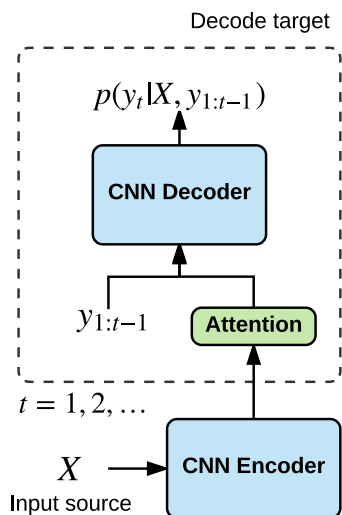 Decode target
p(y_t|X, y_{1:t−1})
CNN Decoder
y_{1:t−1}
Attention
t = 1, 2, …
CNN Encoder
X
Input source